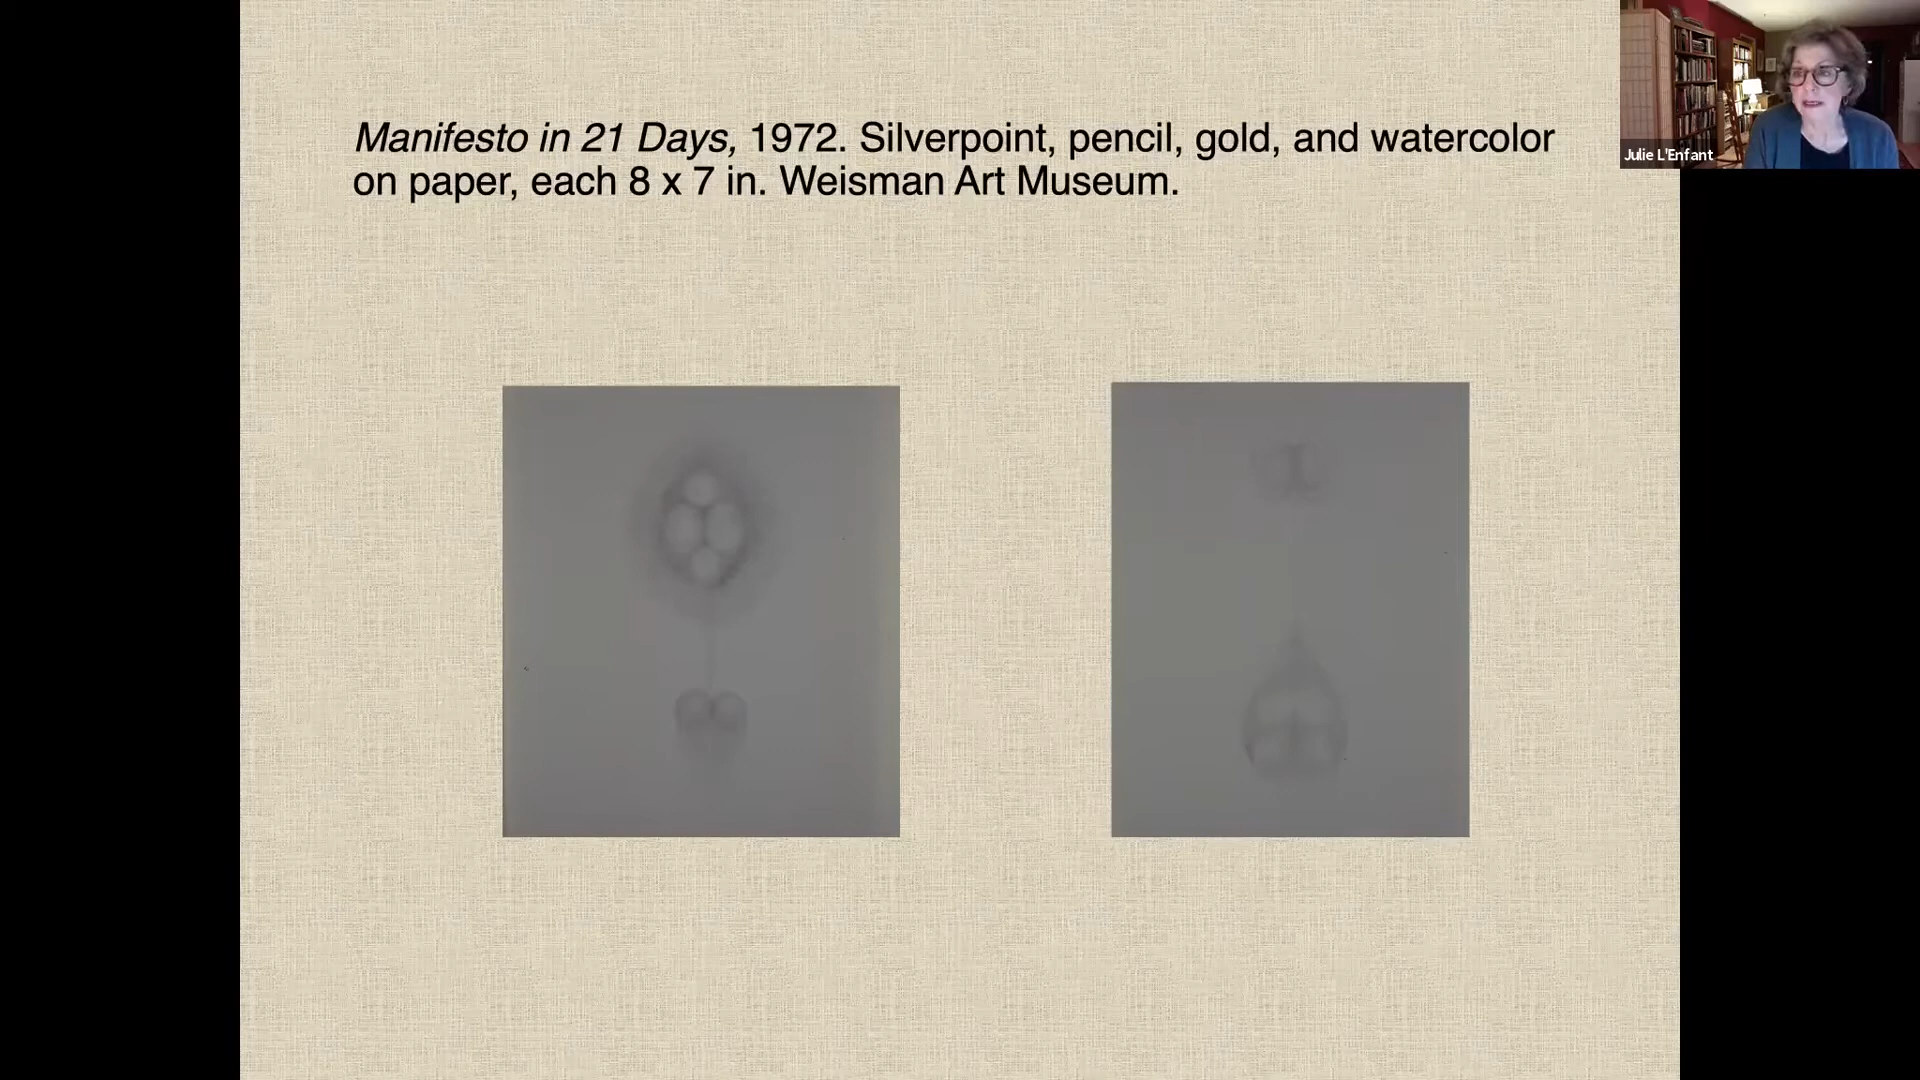 Manifesto in 21 Days, 1972. Silverpoint, pencil, gold, and watercolor
on paper, each 8 x 7 in. Weisman Art Museum.
Julie L'Enfant